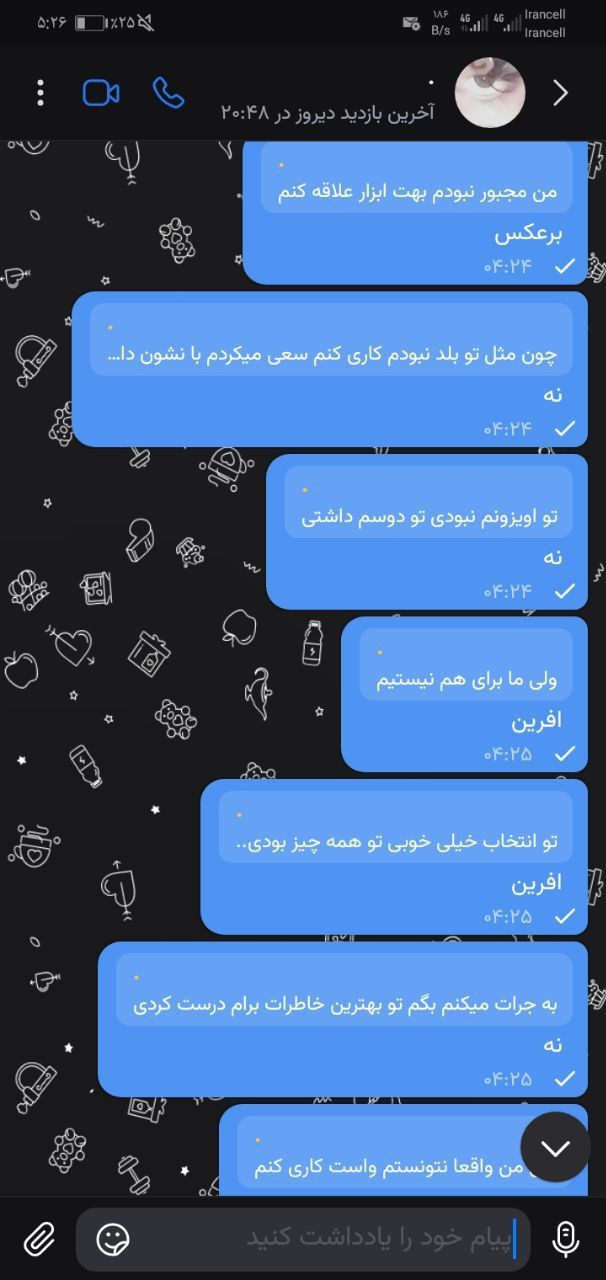 ۵:۲۶
٪۲۵
۱۸۶ B/s
4G
4G
Irancell
Irancell
.
آخرین بازدید دیروز در ۲۰:۴۸
من مجبور نبودم بهت ابزار علاقه کنم
برعکس
۰۴:۲۴
چون مثل تو بلد نبودم کاری کنم سعی میکردم با نشون دا...
نه
۰۴:۲۴
تو اویزونم نبودی تو دوسم داشتی
نه
۰۴:۲۴
ولی ما برای هم نیستیم
افرین
۰۴:۲۵
تو انتخاب خیلی خوبی تو همه چیز بودی..
افرین
۰۴:۲۵
به جرات میکنم بگم تو بهترین خاطرات برام درست کردی
نه
۰۴:۲۵
من واقعا نتونستم واست کاری کنم
پیام خود را یادداشت کنید